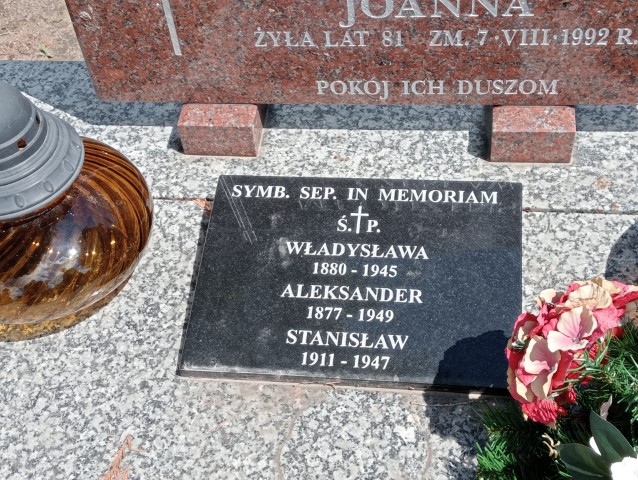 JOANNA
ŻYŁA LAT 81 ZM. 7·VIII·1992 R.
POKÓJ ICH DUSZOM
SYMB. SEP. IN MEMORIAM
Ś.†P.
WŁADYSŁAWA
1880 - 1945
ALEKSANDER
1877 - 1949
STANISŁAW
1911 - 1947